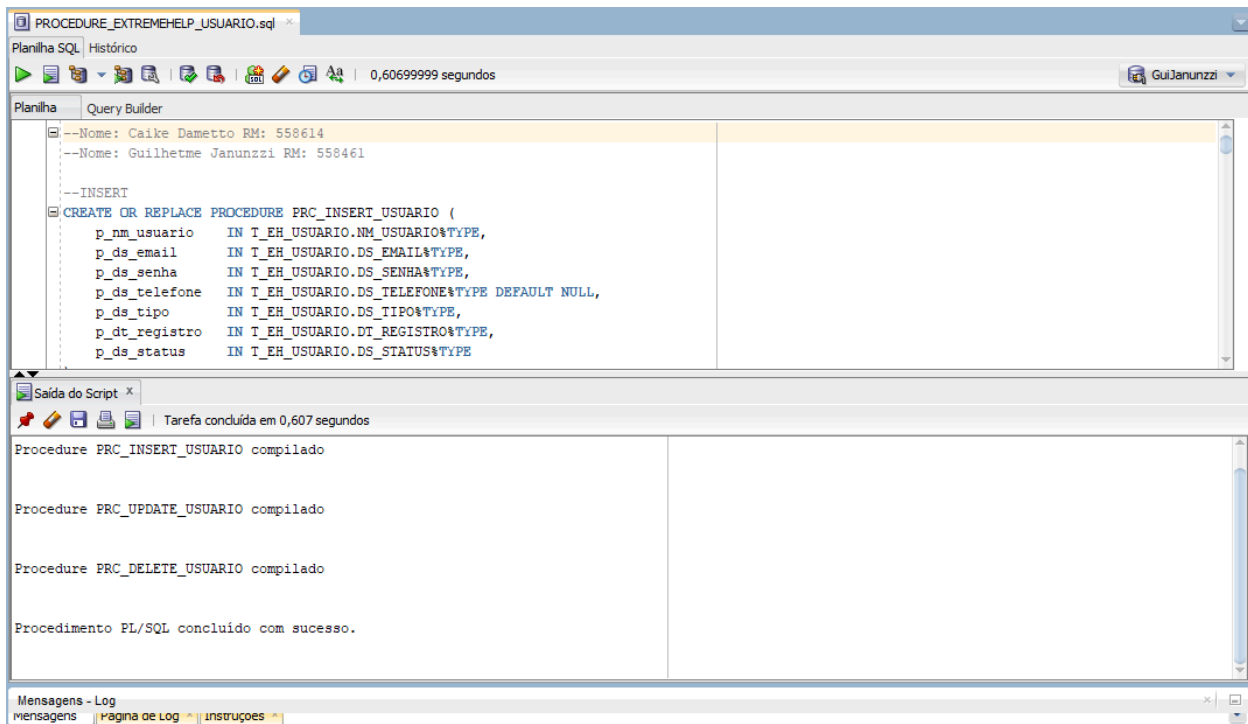 PROCEDURE_EXTREMEHELP_USUARIO.sql
Planilha SQL Histórico
0,60699999 segundos
GuiJanunzzi
Planilha Query Builder
--Nome: Caike Dametto RM: 558614
--Nome: Guilhetme Janunzzi RM: 558461
--INSERT
CREATE OR REPLACE PROCEDURE PRC_INSERT_USUARIO (
p_nm_usuario IN T_EH_USUARIO.NM_USUARIO%TYPE,
p_ds_email IN T_EH_USUARIO.DS_EMAIL%TYPE,
p_ds_senha IN T_EH_USUARIO.DS_SENHA%TYPE,
p_ds_telefone IN T_EH_USUARIO.DS_TELEFONE%TYPE DEFAULT NULL,
p_ds_tipo IN T_EH_USUARIO.DS_TIPO%TYPE,
p_dt_registro IN T_EH_USUARIO.DT_REGISTRO%TYPE,
p_ds_status IN T_EH_USUARIO.DS_STATUS%TYPE
Saída do Script
Tarefa concluída em 0,607 segundos
Procedure PRC_INSERT_USUARIO compilado
Procedure PRC_UPDATE_USUARIO compilado
Procedure PRC_DELETE_USUARIO compilado
Procedimento PL/SQL concluído com sucesso.
Mensagens - Log
Mensagens Página de Log Instruções